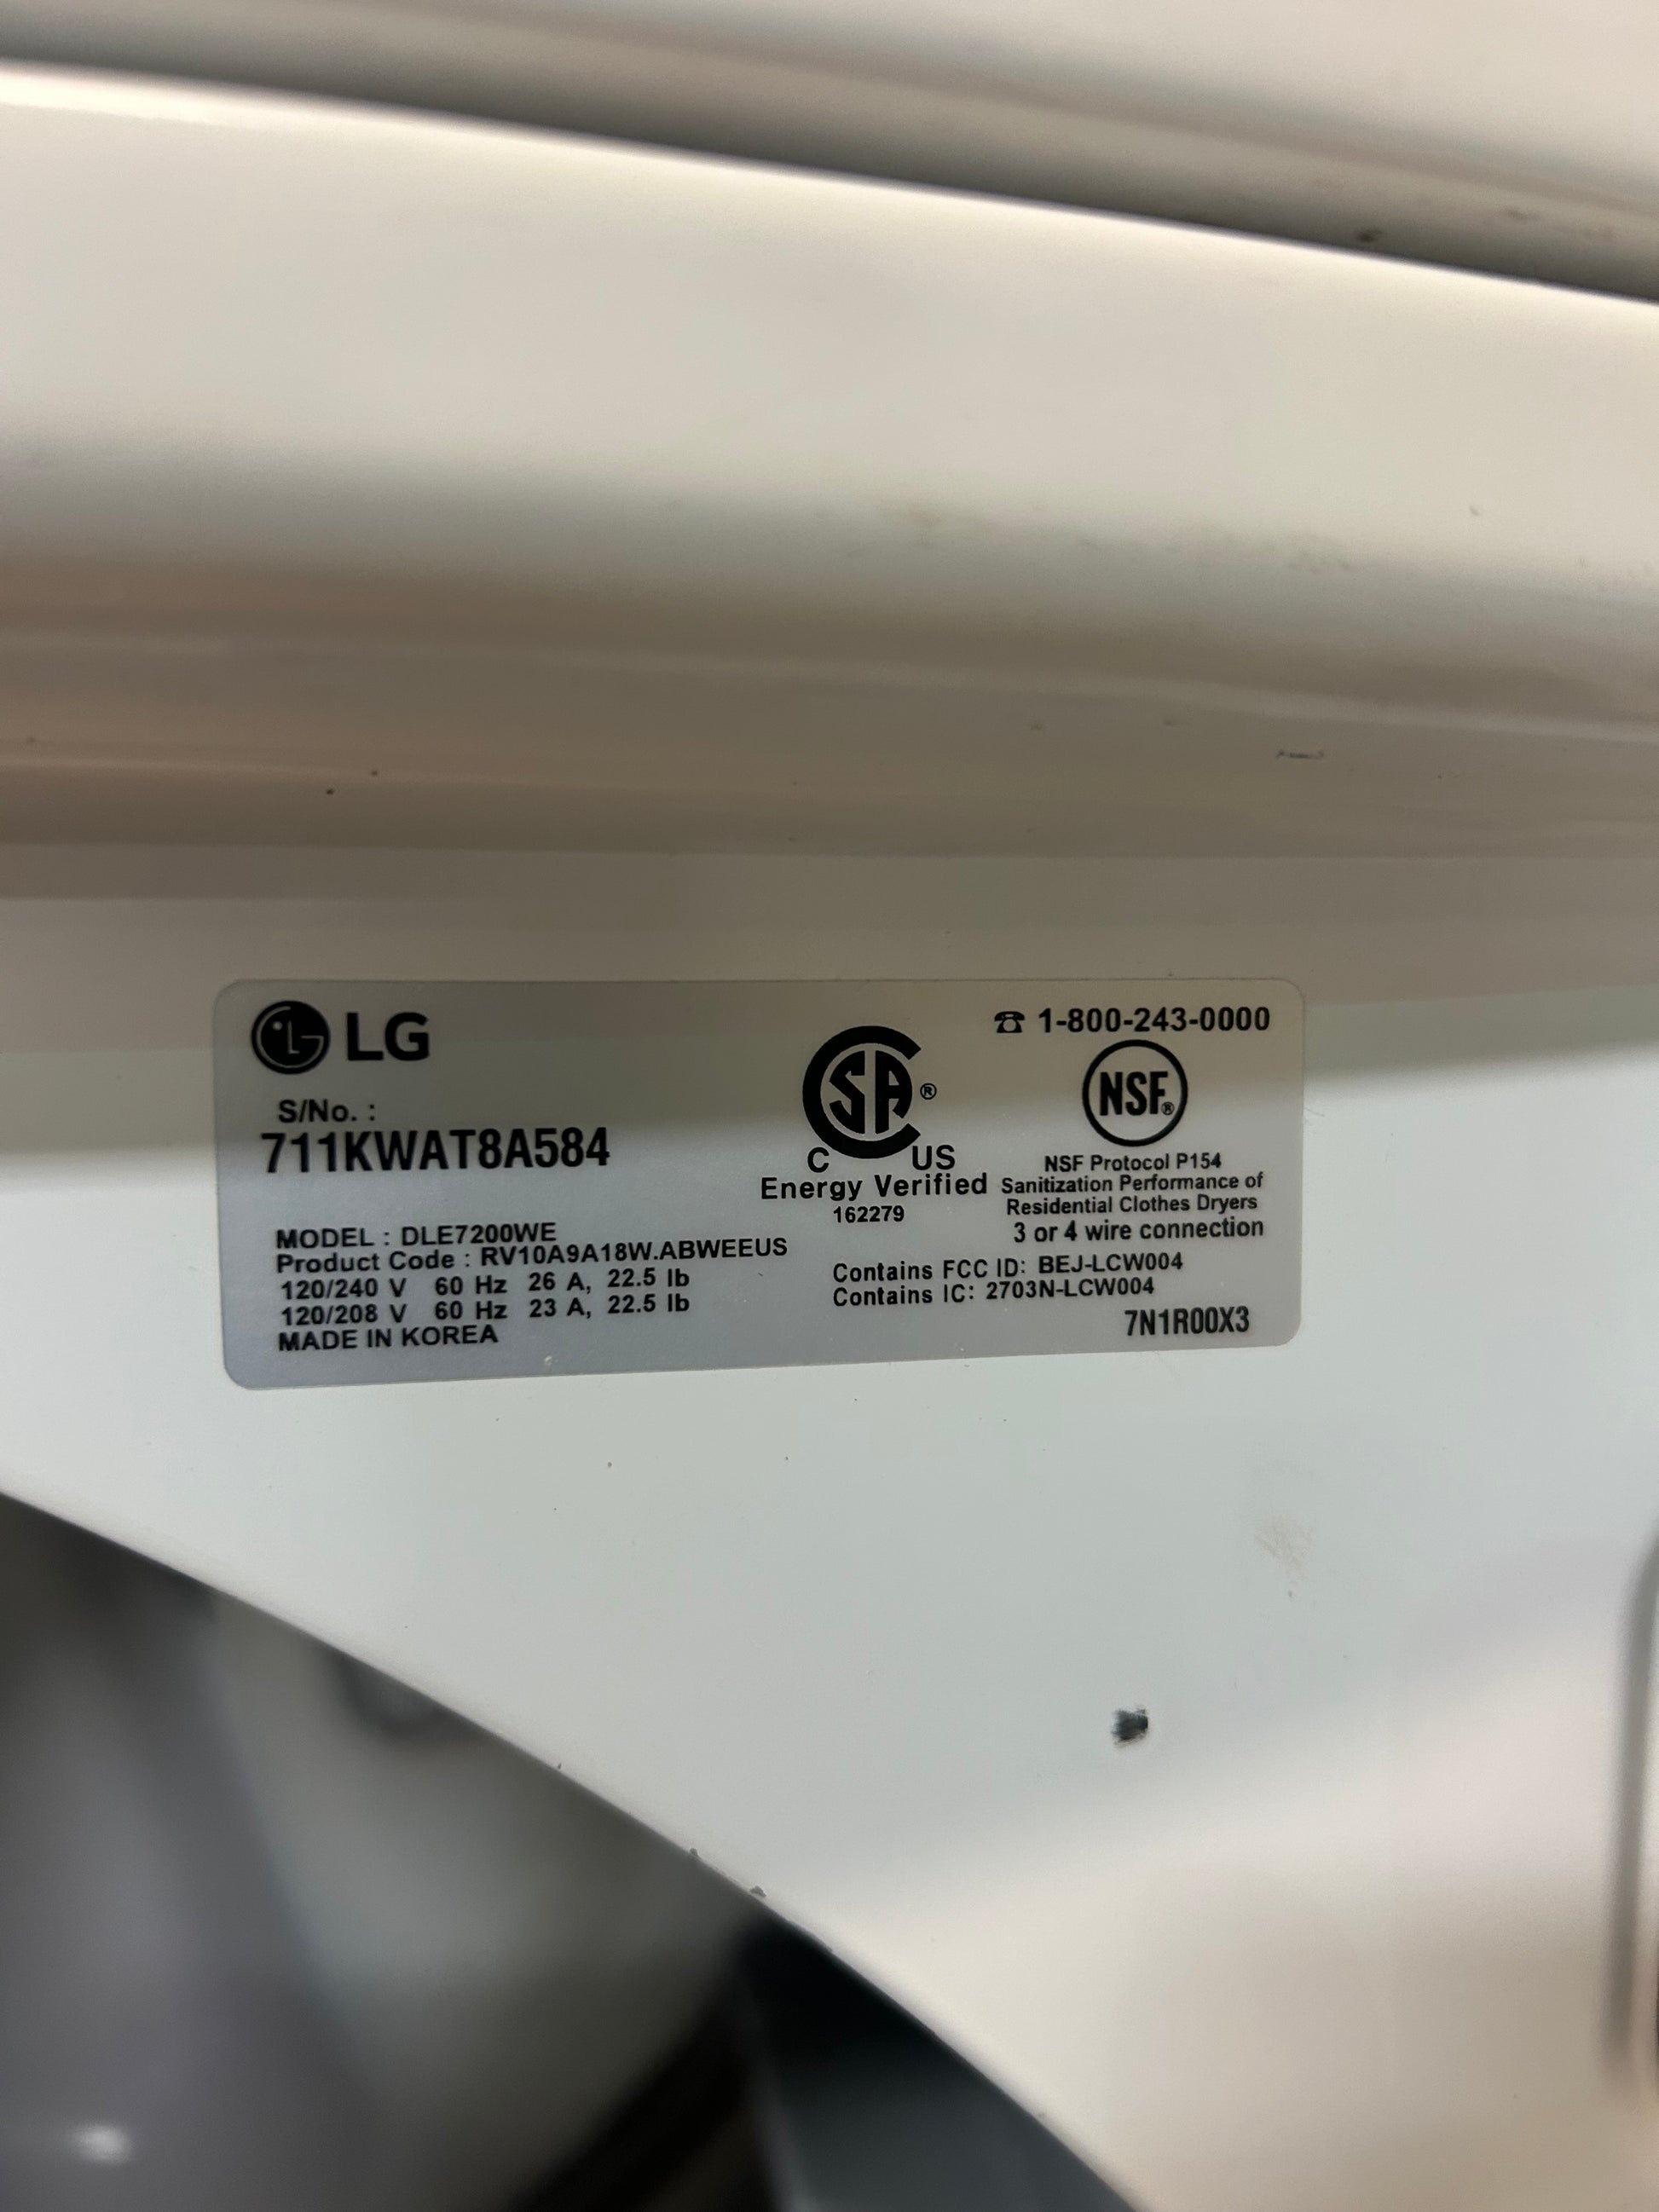 LG
S/No. :
711KWAT8A584
MODEL : DLE7200WE
Product Code : RV10A9A18W.ABWEEUS
120/240 V 60 Hz 26 A, 22.5 lb
120/208 V 60 Hz 23 A, 22.5 lb
MADE IN KOREA
SA®
C US
Energy Verified
162279
☎ 1-800-243-0000
NSF®
NSF Protocol P154
Sanitization Performance of
Residential Clothes Dryers
3 or 4 wire connection
Contains FCC ID: BEJ-LCW004
Contains IC: 2703N-LCW004
7N1R00X3